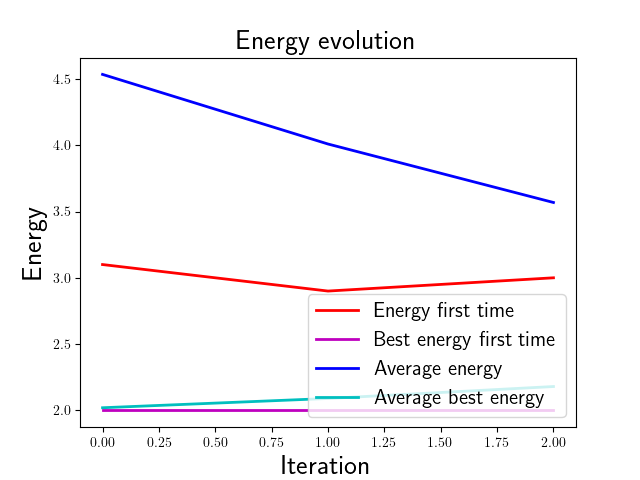 Energy evolution
4.5
4.0
3.5
3.0
2.5
2.0
Energy
Energy first time
Best energy first time
Average energy
Average best energy
0.00 0.25 0.50 0.75 1.00 1.25 1.50 1.75 2.00
Iteration